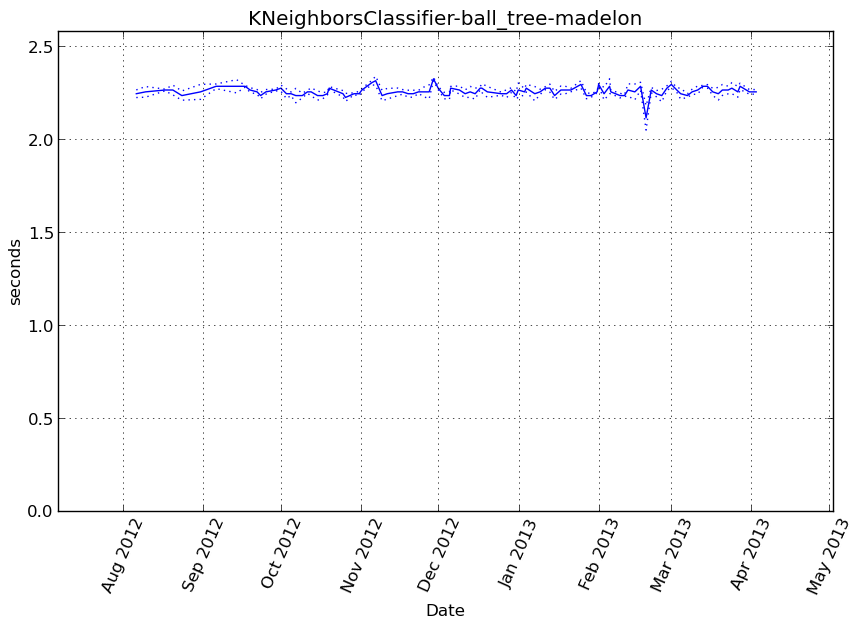 KNeighborsClassifier-ball_tree-madelon
2.5
2.0
1.5
1.0
0.5
0.0
seconds
Aug 2012
Sep 2012
Oct 2012
Nov 2012
Dec 2012
Jan 2013
Feb 2013
Mar 2013
Apr 2013
May 2013
Date